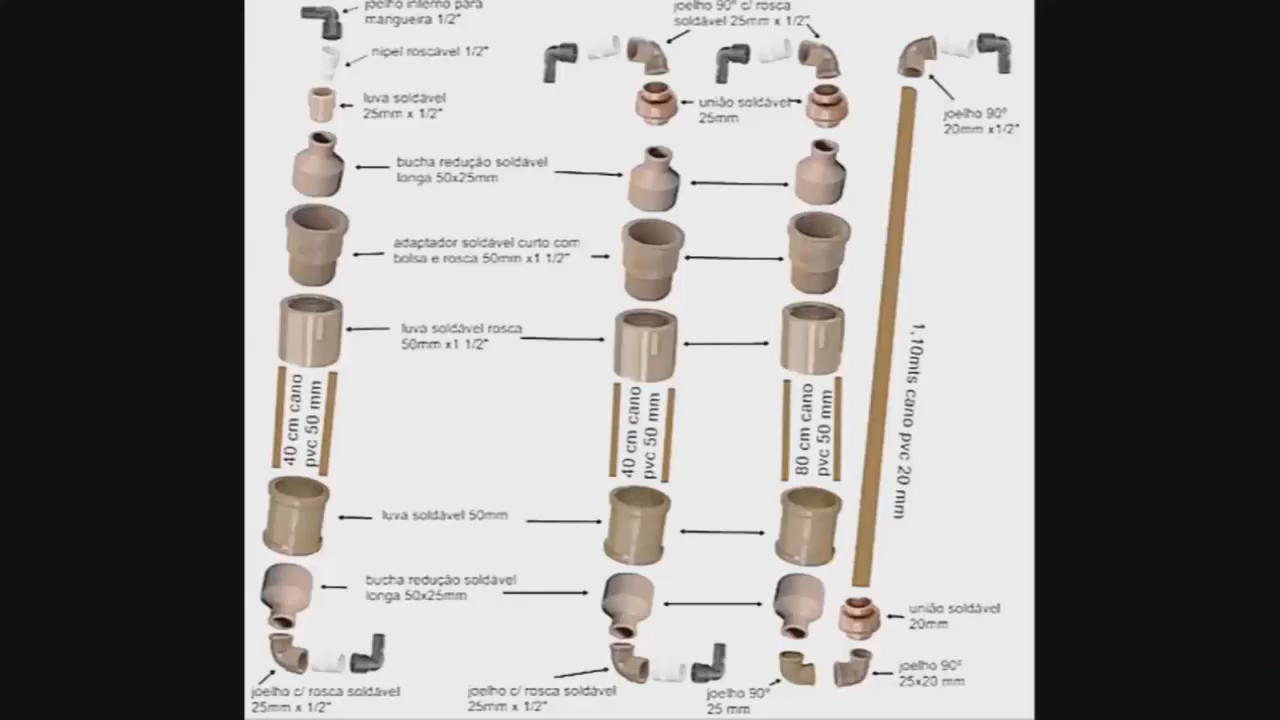 joelho interno para
mangueira 1/2"
joelho 90º c/ rosca
soldável 25mm x 1/2"
nipel roscável 1/2"
luva soldável
25mm x 1/2"
união soldável
25mm
joelho 90º
20mm x1/2"
bucha redução soldável
longa 50x25mm
adaptador soldável curto com
bolsa e rosca 50mm x1 1/2"
luva soldável rosca
50mm x1 1/2"
40 cm cano
pvc 50 mm
40 cm cano
pvc 50 mm
80 cm cano
pvc 50 mm
1,10mts cano pvc 20 mm
luva soldável 50mm
bucha redução soldável
longa 50x25mm
união soldável
20mm
joelho 90º
25x20 mm
joelho c/ rosca soldável
25mm x 1/2"
joelho c/ rosca soldável
25mm x 1/2"
joelho 90º
25 mm